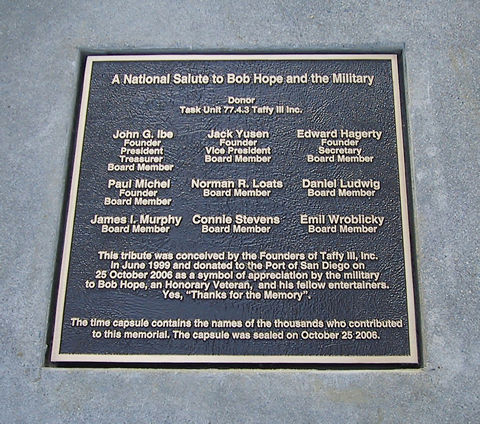 A National Salute to Bob Hope and the Military
Donor
Task Unit 77.4.3 Taffy III Inc.
John G. Ibe
Founder
President
Treasurer
Board Member
Jack Yusen
Founder
Vice President
Board Member
Edward Hagerty
Founder
Secretary
Board Member
Paul Michel
Founder
Board Member
Norman R. Loats
Board Member
Daniel Ludwig
Board Member
James I. Murphy
Board Member
Connie Stevens
Board Member
Emil Wroblicky
Board Member
This tribute was conceived by the Founders of Taffy III, Inc.
In June 1999 and donated to the Port of San Diego on
25 October 2006 as a symbol of appreciation by the military
to Bob Hope, an Honorary Veteran, and his fellow entertainers.
Yes, "Thanks for the Memory".
The time capsule contains the names of the thousands who contributed
to this memorial. The capsule was sealed on October 25 2006.